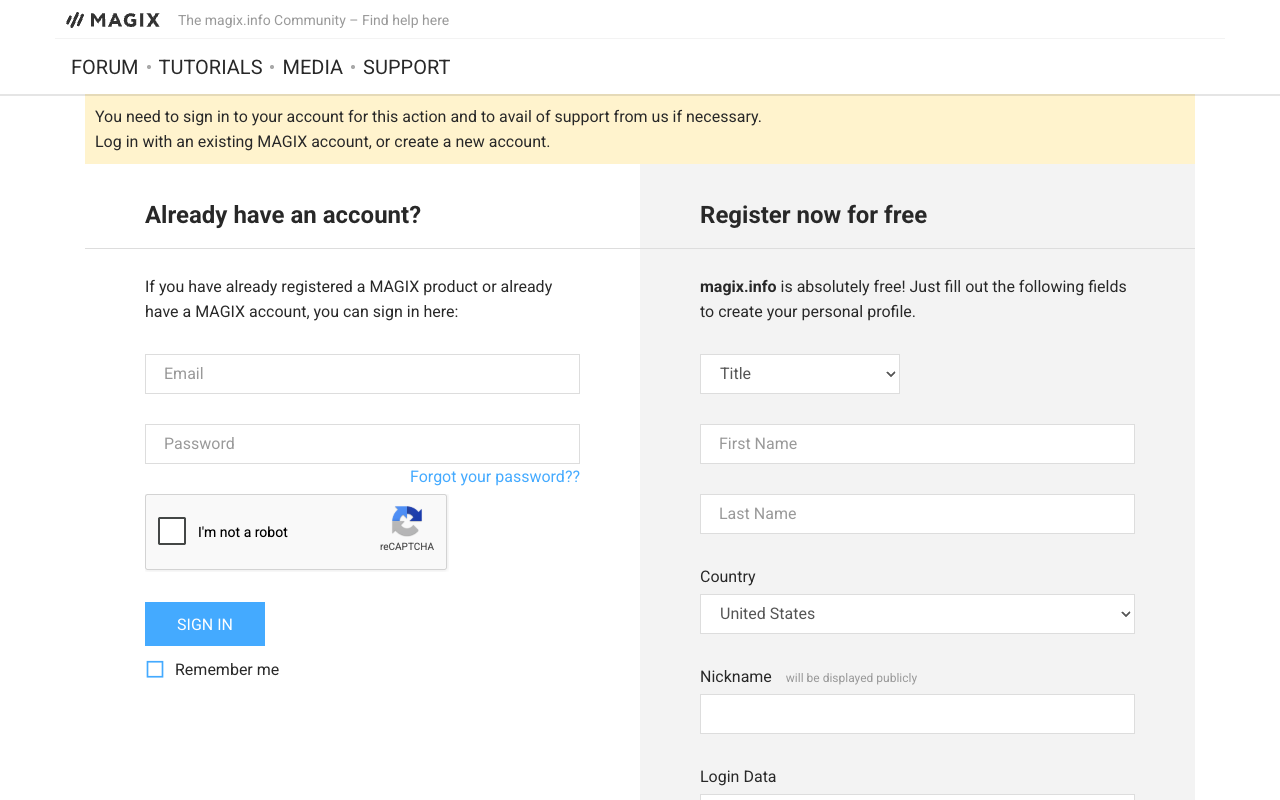 MAGIX The magix.info Community – Find help here
FORUM • TUTORIALS • MEDIA • SUPPORT
You need to sign in to your account for this action and to avail of support from us if necessary.
Log in with an existing MAGIX account, or create a new account.
Already have an account?
If you have already registered a MAGIX product or already
have a MAGIX account, you can sign in here:
Email
Password
Forgot your password??
I'm not a robot
reCAPTCHA
SIGN IN
Remember me
Register now for free
magix.info is absolutely free! Just fill out the following fields
to create your personal profile.
Title
First Name
Last Name
Country
United States
Nickname will be displayed publicly
Login Data